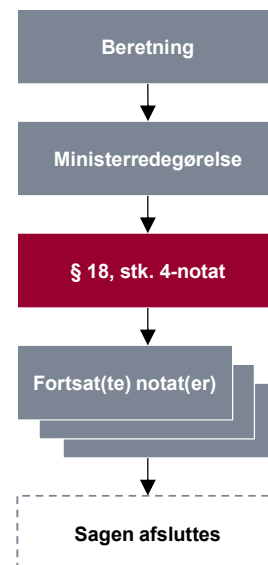 Beretning
Ministerredegørelse
§ 18, stk. 4-notat
Fortsat(te) notat(er)
Sagen afsluttes